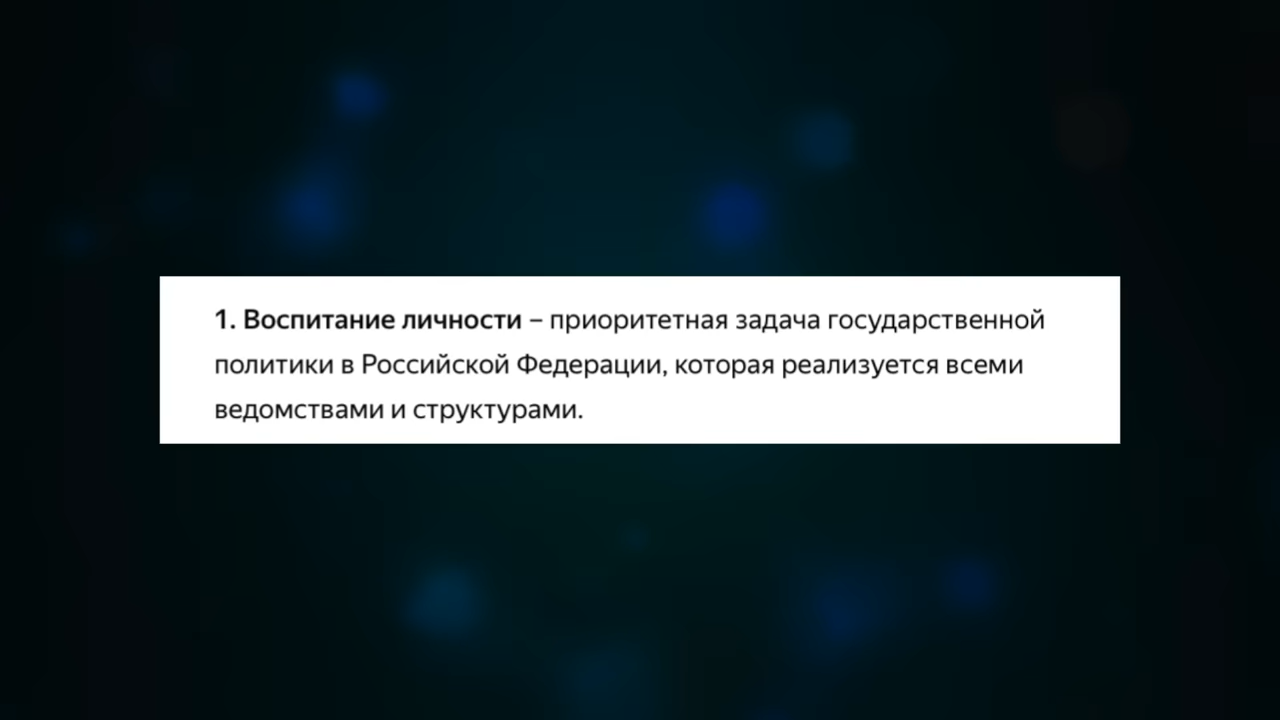 1. Воспитание личности – приоритетная задача государственной
политики в Российской Федерации, которая реализуется всеми
ведомствами и структурами.